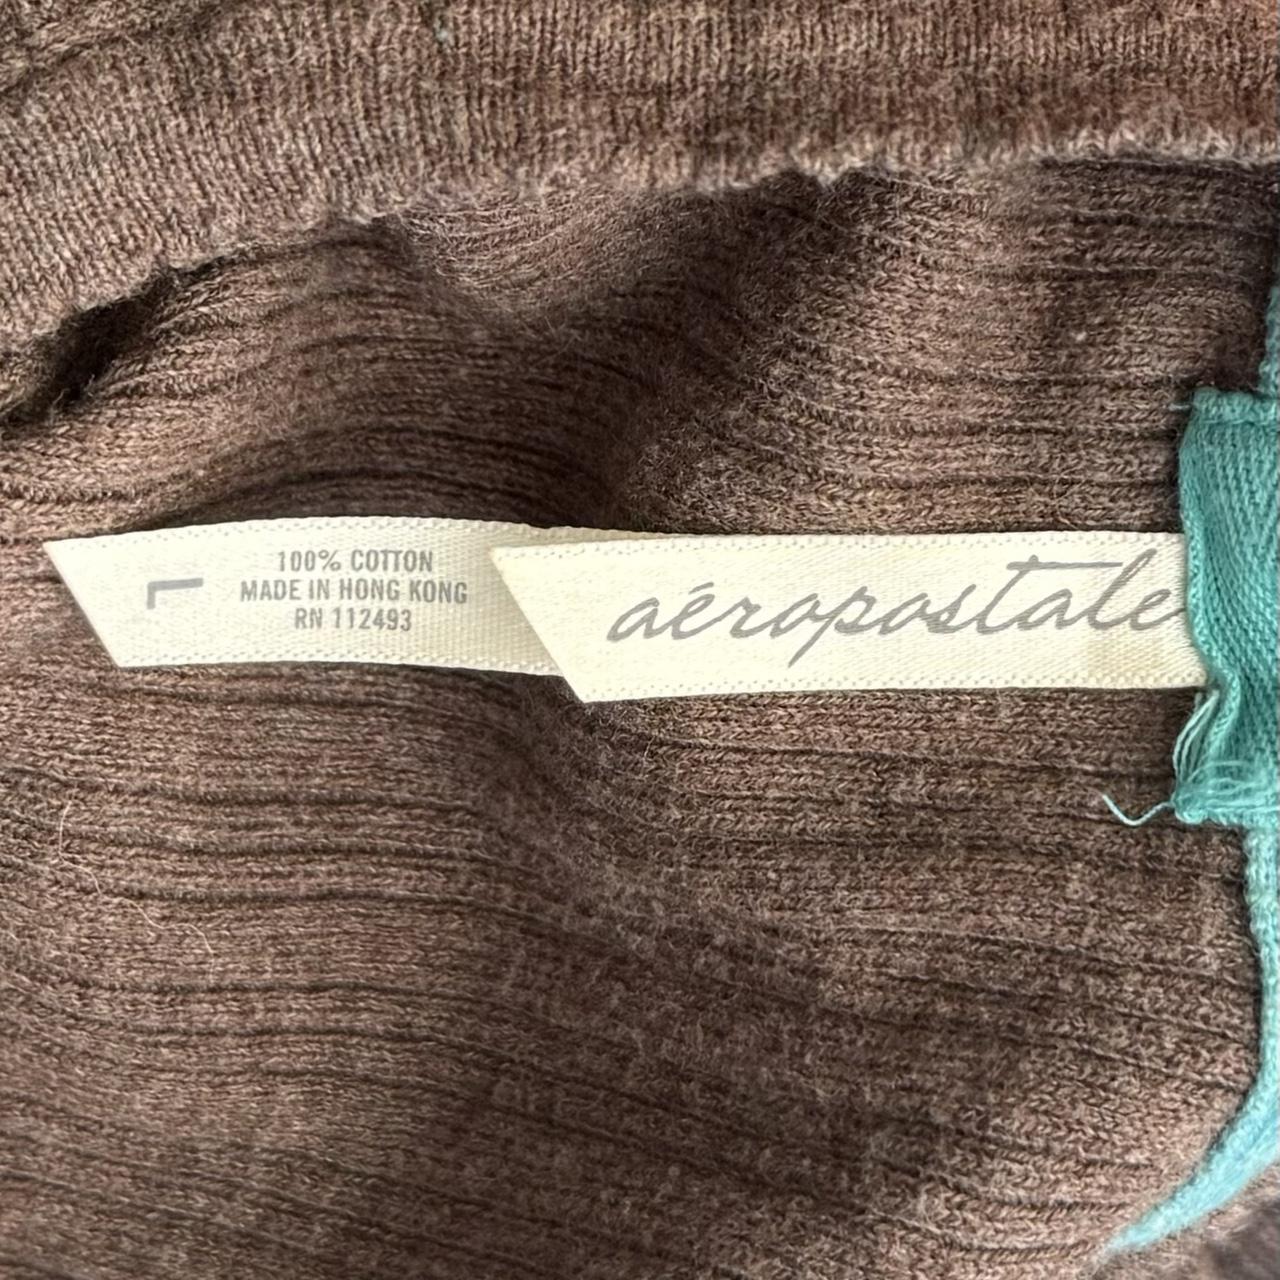 L
100% COTTON
MADE IN HONG KONG
RN 112493
aéropostale